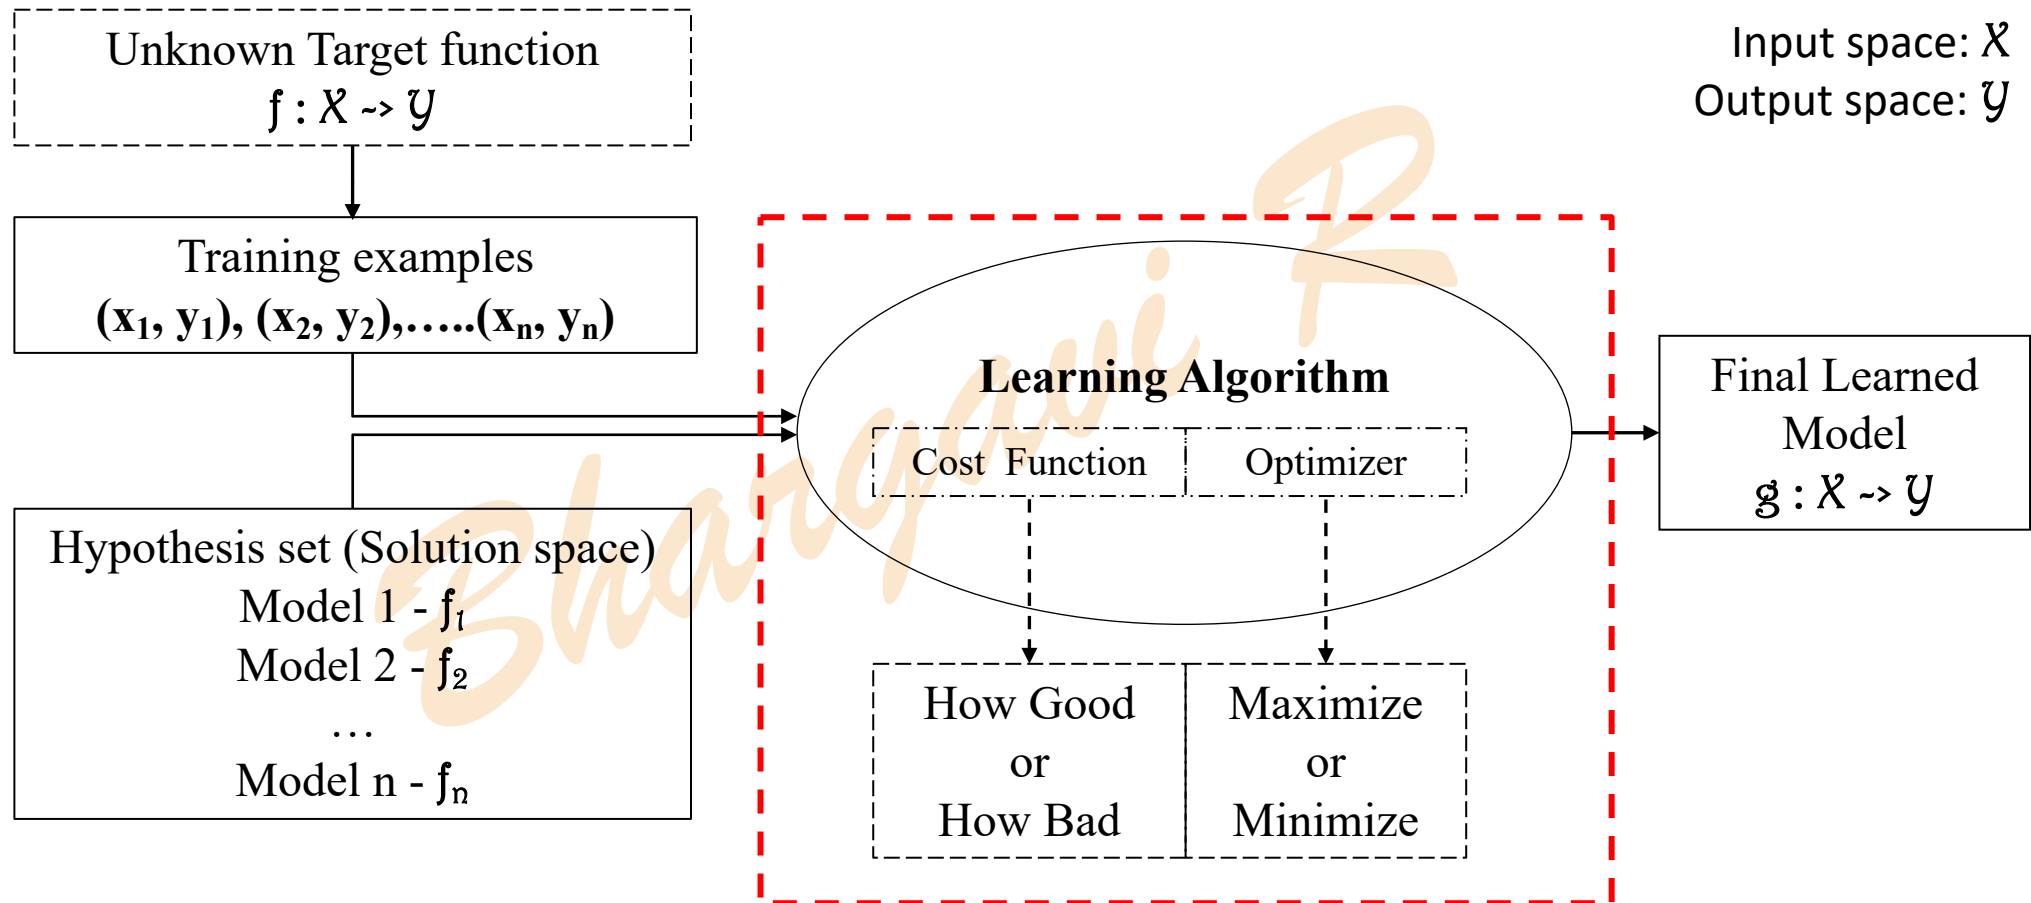 Unknown Target function
f : X ~> Y
Input space: X
Output space: Y
Training examples
(x₁, y₁), (x₂, y₂),…..(xₙ, yₙ)
Hypothesis set (Solution space)
Model 1 - f₁
Model 2 - f₂
…
Model n - fₙ
Learning Algorithm
Cost Function
Optimizer
How Good
or
How Bad
Maximize
or
Minimize
Final Learned
Model
g : X ~> Y
Bhargavi R